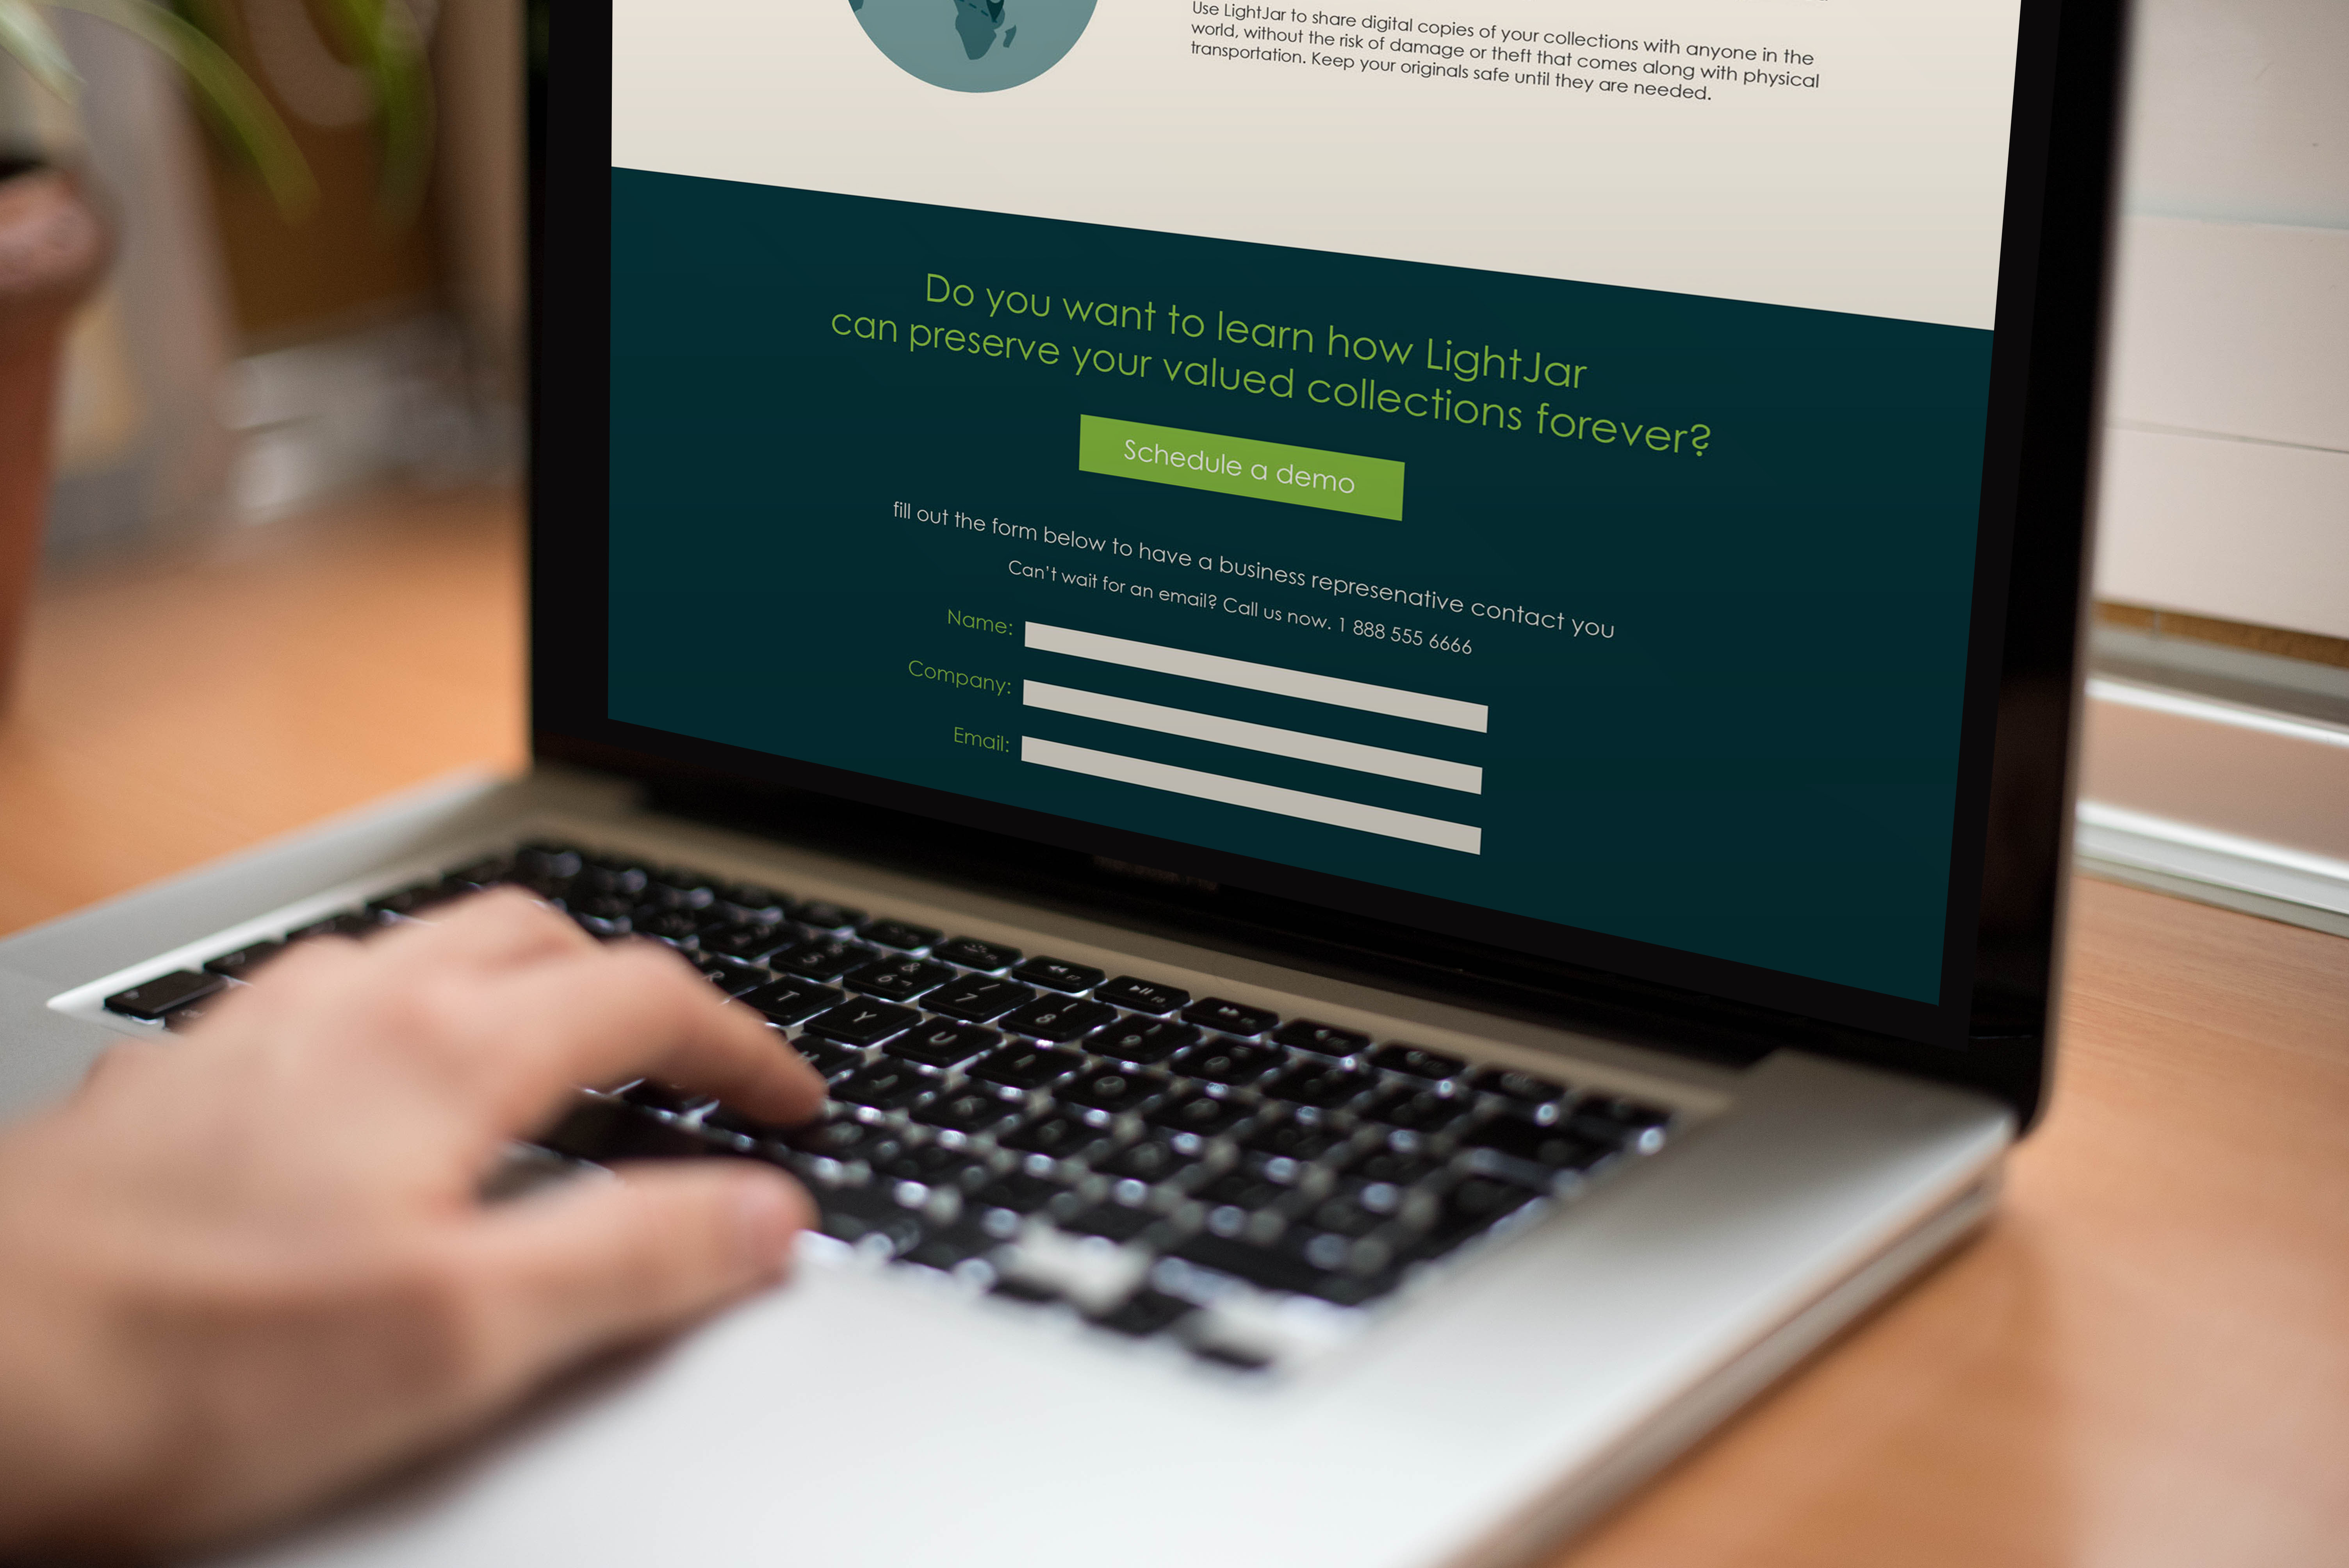 Use LightJar to share digital copies of your collections with anyone in the
world, without the risk of damage or theft that comes along with physical
transportation. Keep your originals safe until they are needed.
Do you want to learn how LightJar
can preserve your valued collections forever?
Schedule a demo
fill out the form below to have a business represenative contact you
Can't wait for an email? Call us now. 1 888 555 6666
Name:
Company:
Email:
& 6 / 7 ( 8 ) 9
T Y U I O